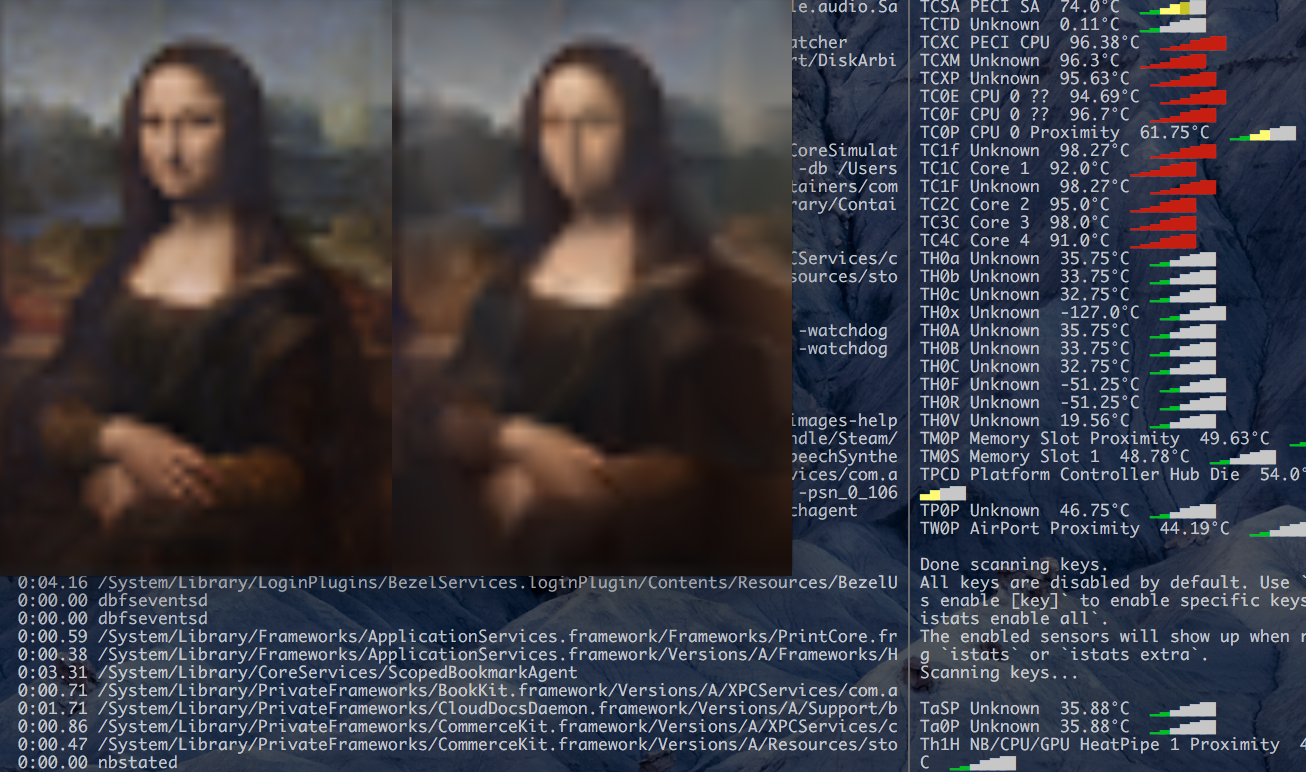 le.audio.Sa
atcher
rt/DiskArbi
CoreSimulat
-db /Users
tainers/com
rary/Contai
CServices/c
sources/sto
-watchdog
-watchdog
images-help
ndle/Steam/
peechSynthe
vices/com.a
-psn_0_106
chagent
0:04.16 /System/Library/LoginPlugins/BezelServices.loginPlugin/Contents/Resources/BezelU
0:00.00 dbfseventsd
0:00.00 dbfseventsd
0:00.59 /System/Library/Frameworks/ApplicationServices.framework/Frameworks/PrintCore.fr
0:00.38 /System/Library/Frameworks/ApplicationServices.framework/Versions/A/Frameworks/H
0:03.31 /System/Library/CoreServices/ScopedBookmarkAgent
0:00.71 /System/Library/PrivateFrameworks/BookKit.framework/Versions/A/XPCServices/com.a
0:01.71 /System/Library/PrivateFrameworks/CloudDocsDaemon.framework/Versions/A/Support/b
0:00.86 /System/Library/PrivateFrameworks/CommerceKit.framework/Versions/A/XPCServices/c
0:00.47 /System/Library/PrivateFrameworks/CommerceKit.framework/Versions/A/Resources/sto
0:00.00 nbstated
TCSA PECI SA 74.0°C
TCTD Unknown 0.11°C
TCXC PECI CPU 96.38°C
TCXM Unknown 96.3°C
TCXP Unknown 95.63°C
TC0E CPU 0 ?? 94.69°C
TC0F CPU 0 ?? 96.7°C
TC0P CPU 0 Proximity 61.75°C
TC1f Unknown 98.27°C
TC1C Core 1 92.0°C
TC1F Unknown 98.27°C
TC2C Core 2 95.0°C
TC3C Core 3 98.0°C
TC4C Core 4 91.0°C
TH0a Unknown 35.75°C
TH0b Unknown 33.75°C
TH0c Unknown 32.75°C
TH0x Unknown -127.0°C
TH0A Unknown 35.75°C
TH0B Unknown 33.75°C
TH0C Unknown 32.75°C
TH0F Unknown -51.25°C
TH0R Unknown -51.25°C
TH0V Unknown 19.56°C
TM0P Memory Slot Proximity 49.63°C
TM0S Memory Slot 1 48.78°C
TPCD Platform Controller Hub Die 54.0°
TP0P Unknown 46.75°C
TW0P AirPort Proximity 44.19°C
Done scanning keys.
All keys are disabled by default. Use `
s enable [key]` to enable specific keys
istats enable all`.
The enabled sensors will show up when r
g `istats` or `istats extra`.
Scanning keys...
TaSP Unknown 35.88°C
Ta0P Unknown 35.88°C
Th1H NB/CPU/GPU HeatPipe 1 Proximity 4
C